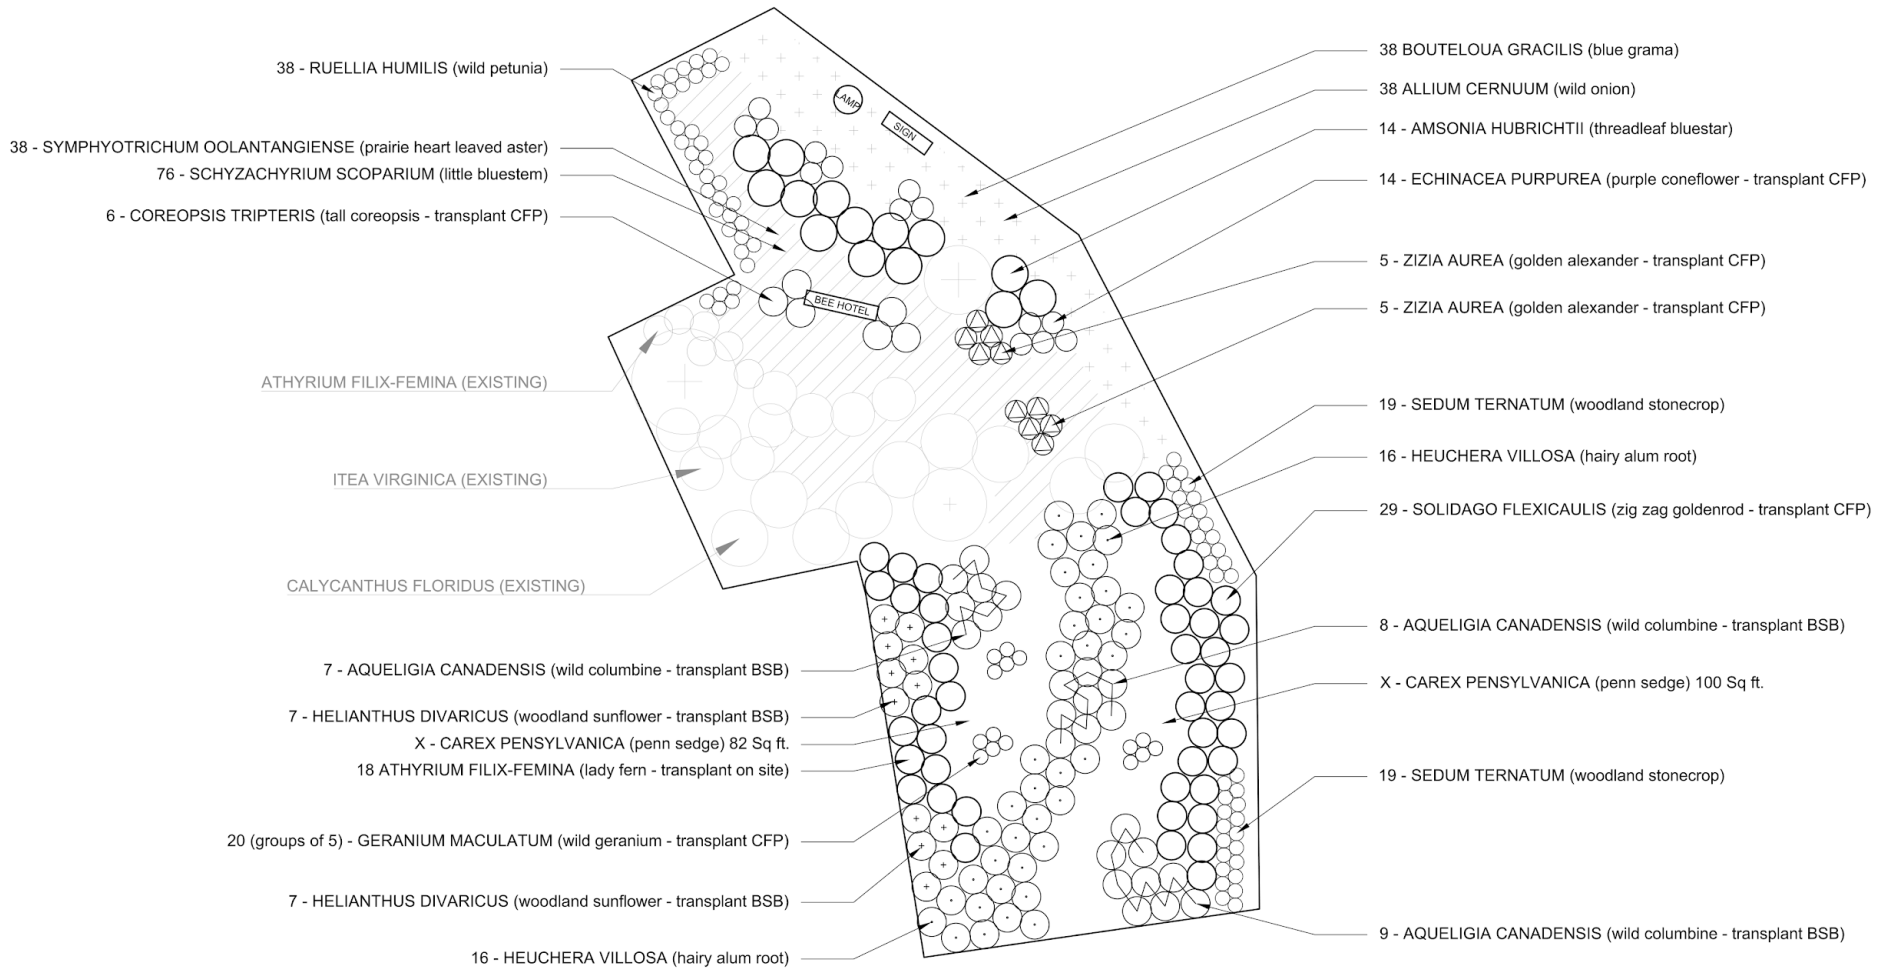 38 - RUELLIA HUMILIS (wild petunia)
38 - SYMPHYOTRICHUM OOLANTANGIENSE (prairie heart leaved aster)
76 - SCHYZACHYRIUM SCOPARIUM (little bluestem)
6 - COREOPSIS TRIPTERIS (tall coreopsis - transplant CFP)
ATHYRIUM FILIX-FEMINA (EXISTING)
ITEA VIRGINICA (EXISTING)
CALYCANTHUS FLORIDUS (EXISTING)
7 - AQUELIGIA CANADENSIS (wild columbine - transplant BSB)
7 - HELIANTHUS DIVARICUS (woodland sunflower - transplant BSB)
X - CAREX PENSYLVANICA (penn sedge) 82 Sq ft.
18 ATHYRIUM FILIX-FEMINA (lady fern - transplant on site)
20 (groups of 5) - GERANIUM MACULATUM (wild geranium - transplant CFP)
7 - HELIANTHUS DIVARICUS (woodland sunflower - transplant BSB)
16 - HEUCHERA VILLOSA (hairy alum root)
LAMP
SIGN
BEE HOTEL
38 BOUTELOUA GRACILIS (blue grama)
38 ALLIUM CERNUUM (wild onion)
14 - AMSONIA HUBRICHTII (threadleaf bluestar)
14 - ECHINACEA PURPUREA (purple coneflower - transplant CFP)
5 - ZIZIA AUREA (golden alexander - transplant CFP)
5 - ZIZIA AUREA (golden alexander - transplant CFP)
19 - SEDUM TERNATUM (woodland stonecrop)
16 - HEUCHERA VILLOSA (hairy alum root)
29 - SOLIDAGO FLEXICAULIS (zig zag goldenrod - transplant CFP)
8 - AQUELIGIA CANADENSIS (wild columbine - transplant BSB)
X - CAREX PENSYLVANICA (penn sedge) 100 Sq ft.
19 - SEDUM TERNATUM (woodland stonecrop)
9 - AQUELIGIA CANADENSIS (wild columbine - transplant BSB)